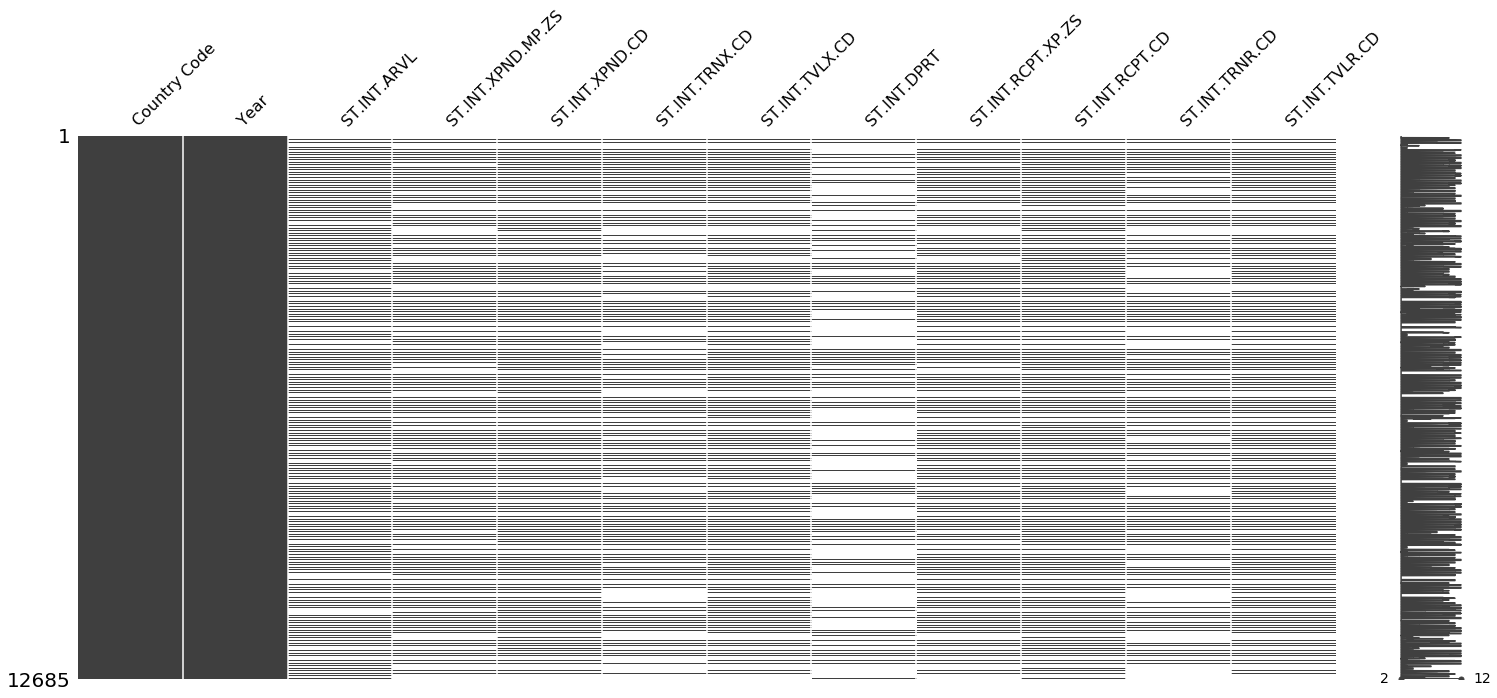 Country Code
Year
ST.INT.ARVL
ST.INT.XPND.MP.ZS
ST.INT.XPND.CD
ST.INT.TRNX.CD
ST.INT.TVLX.CD
ST.INT.DPRT
ST.INT.RCPT.XP.ZS
ST.INT.RCPT.CD
ST.INT.TRNR.CD
ST.INT.TVLR.CD
1
12685
2
12